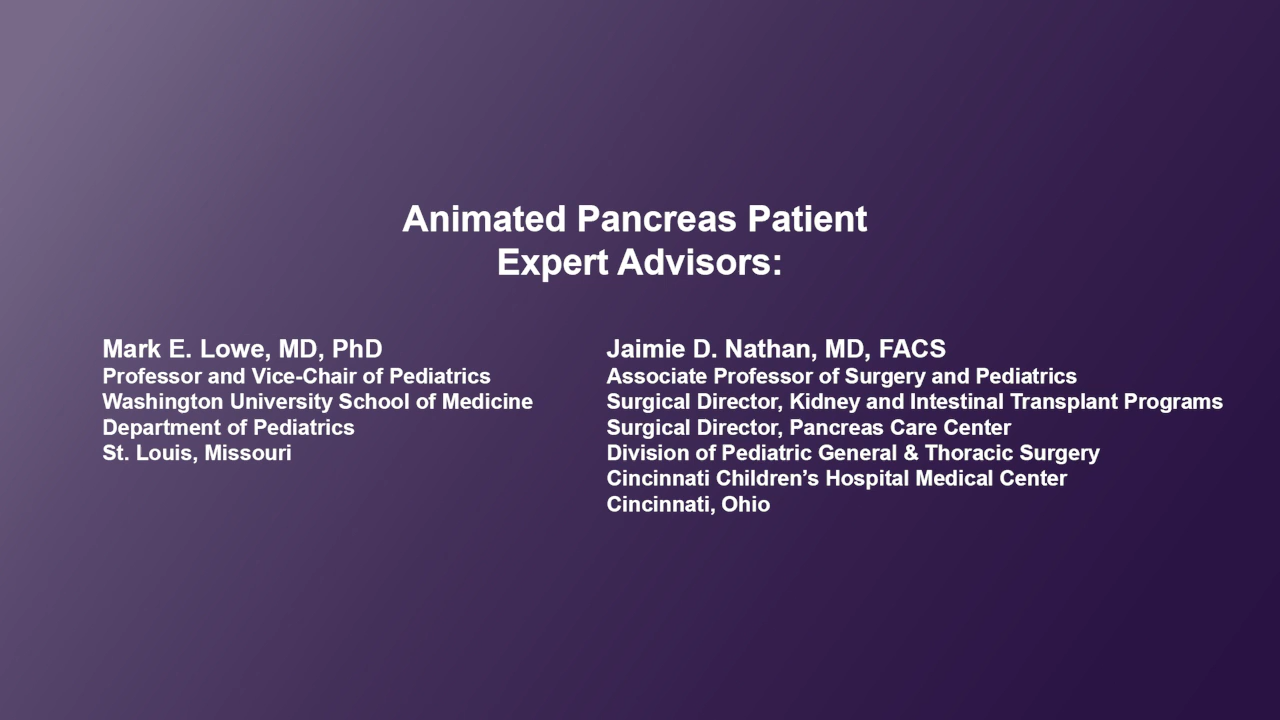 Animated Pancreas Patient
Expert Advisors:
Mark E. Lowe, MD, PhD
Professor and Vice-Chair of Pediatrics
Washington University School of Medicine
Department of Pediatrics
St. Louis, Missouri
Jaimie D. Nathan, MD, FACS
Associate Professor of Surgery and Pediatrics
Surgical Director, Kidney and Intestinal Transplant Programs
Surgical Director, Pancreas Care Center
Division of Pediatric General & Thoracic Surgery
Cincinnati Children’s Hospital Medical Center
Cincinnati, Ohio